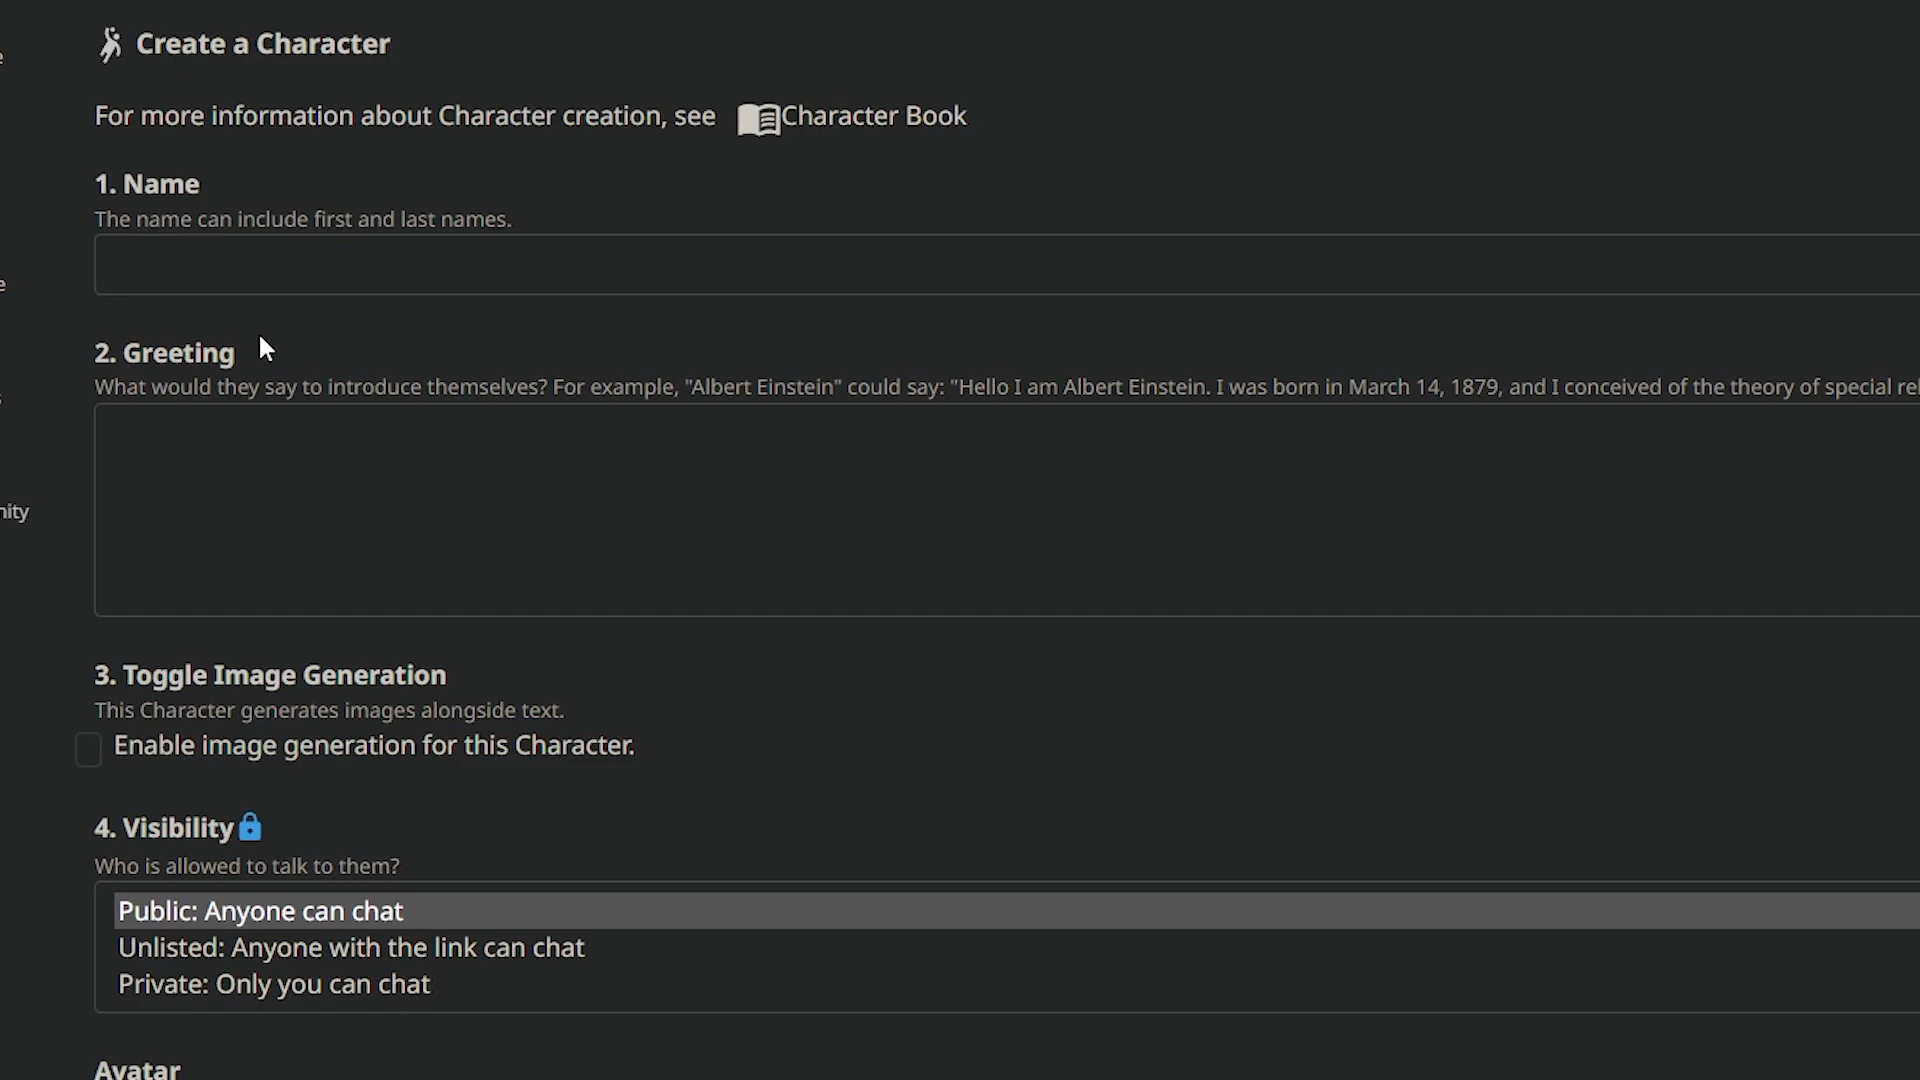 Create a Character
For more information about Character creation, see Character Book
1. Name
The name can include first and last names.
2. Greeting
What would they say to introduce themselves? For example, "Albert Einstein" could say: "Hello I am Albert Einstein. I was born in March 14, 1879, and I conceived of the theory of special rel
nity
3. Toggle Image Generation
This Character generates images alongside text.
Enable image generation for this Character.
4. Visibility
Who is allowed to talk to them?
Public: Anyone can chat
Unlisted: Anyone with the link can chat
Private: Only you can chat
Avatar